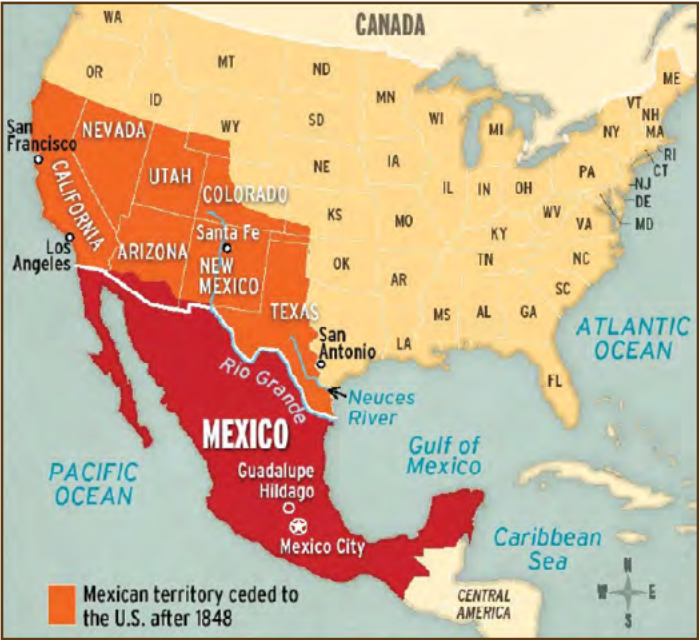 WA
CANADA
OR
MT
ND
ME
ID
MN
VT
NH
WY
SD
WI
MI
NY
MA
San
Francisco
NEVADA
RI
CT
UTAH
NE
IA
PA
NJ
COLORADO
IL
IN
OH
DE
CALIFORNIA
KS
MO
WV
VA
MD
Los
Angeles
ARIZONA
Santa Fe
KY
NEW
MEXICO
OK
TN
NC
AR
SC
TEXAS
MS
AL
GA
San
Antonio
LA
ATLANTIC
OCEAN
Rio Grande
FL
Neuces
River
MEXICO
Gulf of
Mexico
PACIFIC
OCEAN
Guadalupe
Hildago
Mexico City
Caribbean
Sea
N
W
E
S
Mexican territory ceded to
the U.S. after 1848
CENTRAL
AMERICA